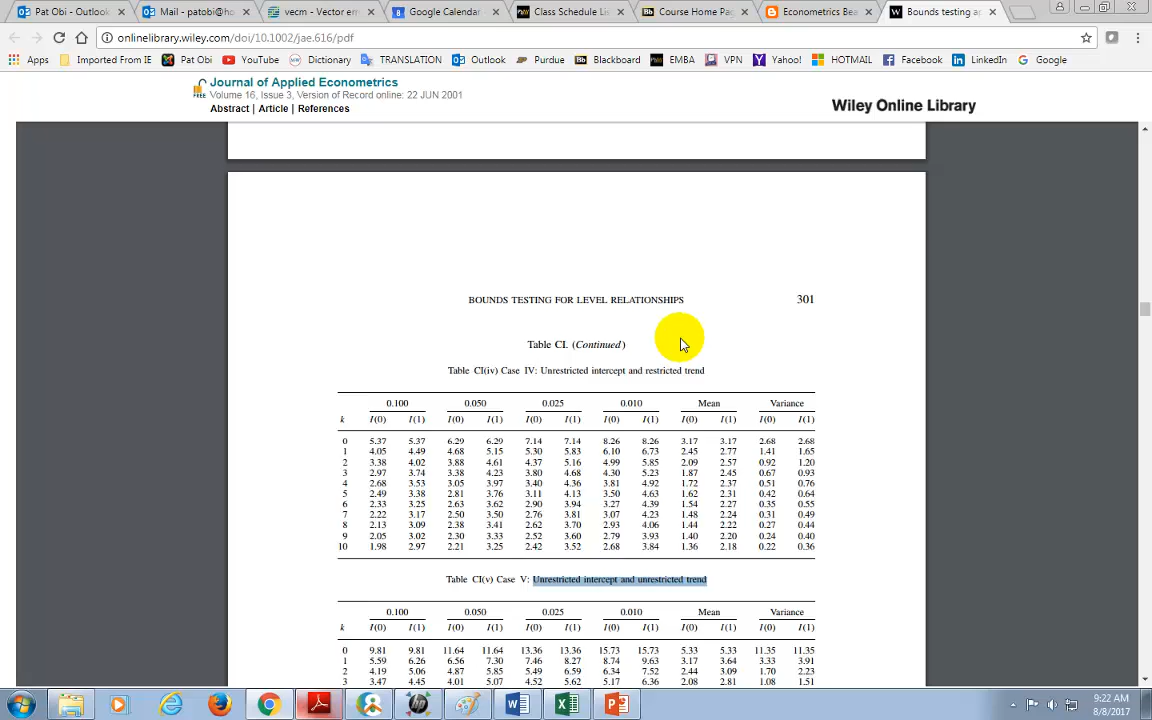 Pat Obi - Outlook
Mail - patobi@ho
vecm - Vector er
Google Calendar
Class Schedule Li
Course Home Pag
Econometrics Bea
Bounds testing a
onlinelibrary.wiley.com/doi/10.1002/jae.616/pdf
Apps Imported From IE Pat Obi YouTube Dictionary TRANSLATION Outlook Purdue Blackboard EMBA VPN Yahoo! HOTMAIL Facebook LinkedIn Google
Journal of Applied Econometrics
Volume 16, Issue 3, Version of Record online: 22 JUN 2001
Abstract | Article | References
Wiley Online Library
BOUNDS TESTING FOR LEVEL RELATIONSHIPS 301
Table CI. (Continued)
Table CI(iv) Case IV: Unrestricted intercept and restricted trend
0.100 0.050 0.025 0.010 Mean Variance
k I(0) I(1) I(0) I(1) I(0) I(1) I(0) I(1) I(0) I(1) I(0) I(1)
0 5.37 5.37 6.29 6.29 7.14 7.14 8.26 8.26 3.17 3.17 2.68 2.68
1 4.05 4.49 4.68 5.15 5.30 5.83 6.10 6.73 2.45 2.77 1.41 1.65
2 3.38 4.02 3.88 4.61 4.37 5.16 4.99 5.85 2.09 2.57 0.92 1.20
3 2.97 3.74 3.38 4.23 3.80 4.68 4.30 5.23 1.87 2.45 0.67 0.93
4 2.68 3.53 3.05 3.97 3.40 4.36 3.81 4.92 1.72 2.37 0.51 0.76
5 2.49 3.38 2.81 3.76 3.11 4.13 3.50 4.63 1.62 2.31 0.42 0.64
6 2.33 3.25 2.63 3.62 2.90 3.94 3.27 4.39 1.54 2.27 0.35 0.55
7 2.22 3.17 2.50 3.50 2.76 3.81 3.07 4.23 1.48 2.24 0.31 0.49
8 2.13 3.09 2.38 3.41 2.62 3.70 2.93 4.06 1.44 2.22 0.27 0.44
9 2.05 3.02 2.30 3.33 2.52 3.60 2.79 3.93 1.40 2.20 0.24 0.40
10 1.98 2.97 2.21 3.25 2.42 3.52 2.68 3.84 1.36 2.18 0.22 0.36
Table CI(v) Case V: Unrestricted intercept and unrestricted trend
0.100 0.050 0.025 0.010 Mean Variance
k I(0) I(1) I(0) I(1) I(0) I(1) I(0) I(1) I(0) I(1) I(0) I(1)
0 9.81 9.81 11.64 11.64 13.36 13.36 15.73 15.73 5.33 5.33 11.35 11.35
1 5.59 6.26 6.56 7.30 7.46 8.27 8.74 9.63 3.17 3.64 3.33 3.91
2 4.19 5.06 4.87 5.85 5.49 6.59 6.34 7.52 2.44 3.09 1.70 2.23
3 3.47 4.45 4.01 5.07 4.52 5.62 5.17 6.36 2.08 2.81 1.08 1.51
9:22 AM
8/8/2017